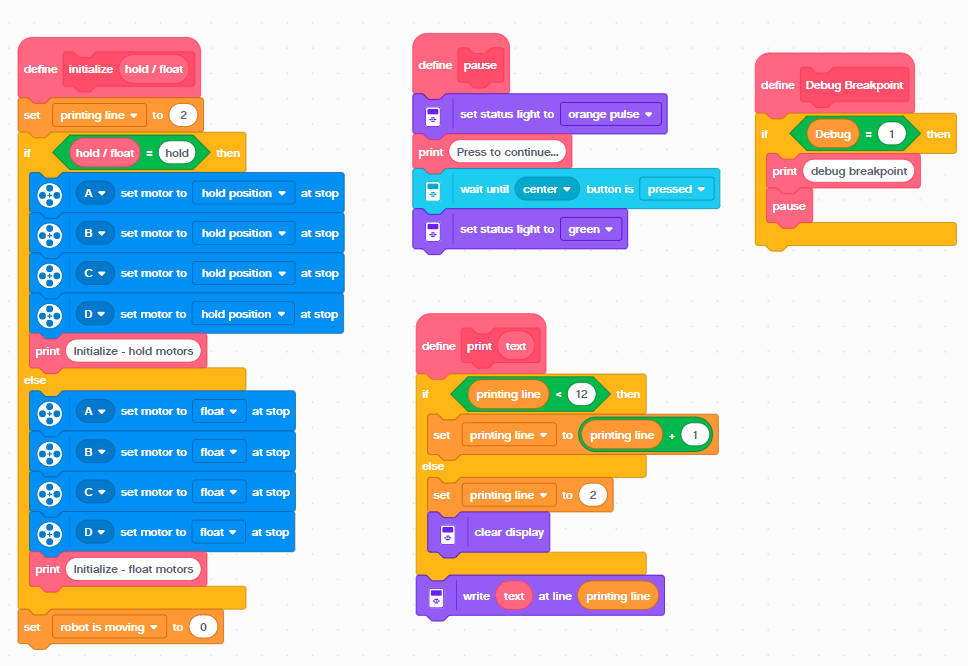 define initialize hold / float
set printing line to 2
if hold / float = hold then
A set motor to hold position at stop
B set motor to hold position at stop
C set motor to hold position at stop
D set motor to hold position at stop
print Initialize - hold motors
else
A set motor to float at stop
B set motor to float at stop
C set motor to float at stop
D set motor to float at stop
print Initialize - float motors
set robot is moving to 0
define pause
set status light to orange pulse
print Press to continue...
wait until center button is pressed
set status light to green
define print text
if printing line < 12 then
set printing line to printing line + 1
else
set printing line to 2
clear display
write text at line printing line
define Debug Breakpoint
if Debug = 1 then
print debug breakpoint
pause